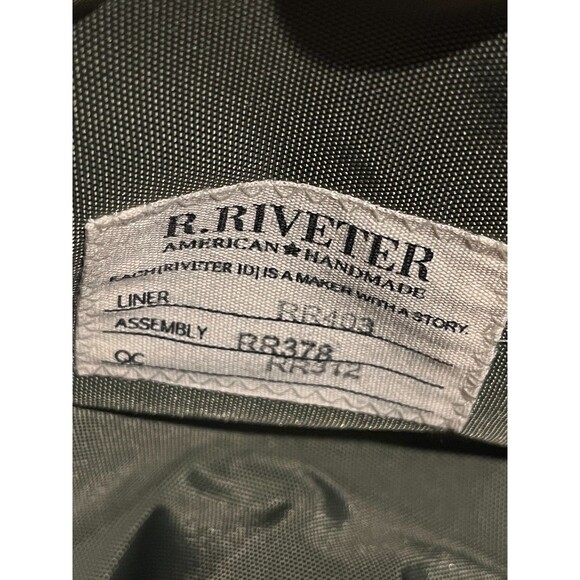 R.RIVETER
AMERICAN★HANDMADE
EACH [RIVETER ID] IS A MAKER WITH A STORY.
LINER RR403
ASSEMBLY RR378
QC RR312